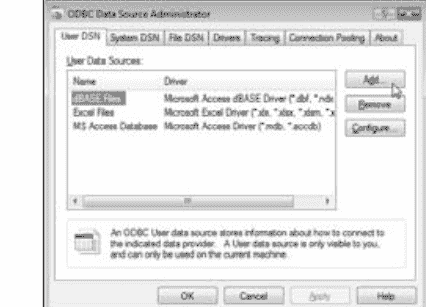 ODBC Data Source Administrator
User DSN System DSN File DSN Drivers Tracing Connection Pooling About
User Data Sources:
Name Driver
dBASE Files Microsoft Access dBASE Driver (*.dbf, *.ndx
Excel Files Microsoft Excel Driver (*.xls, *.xlsx, *.xlsm, *.x
MS Access Database Microsoft Access Driver (*.mdb, *.accdb)
Add...
Remove
Configure...
An ODBC User data source stores information about how to connect to
the indicated data provider. A User data source is only visible to you,
and can only be used on the current machine.
OK Cancel Apply Help